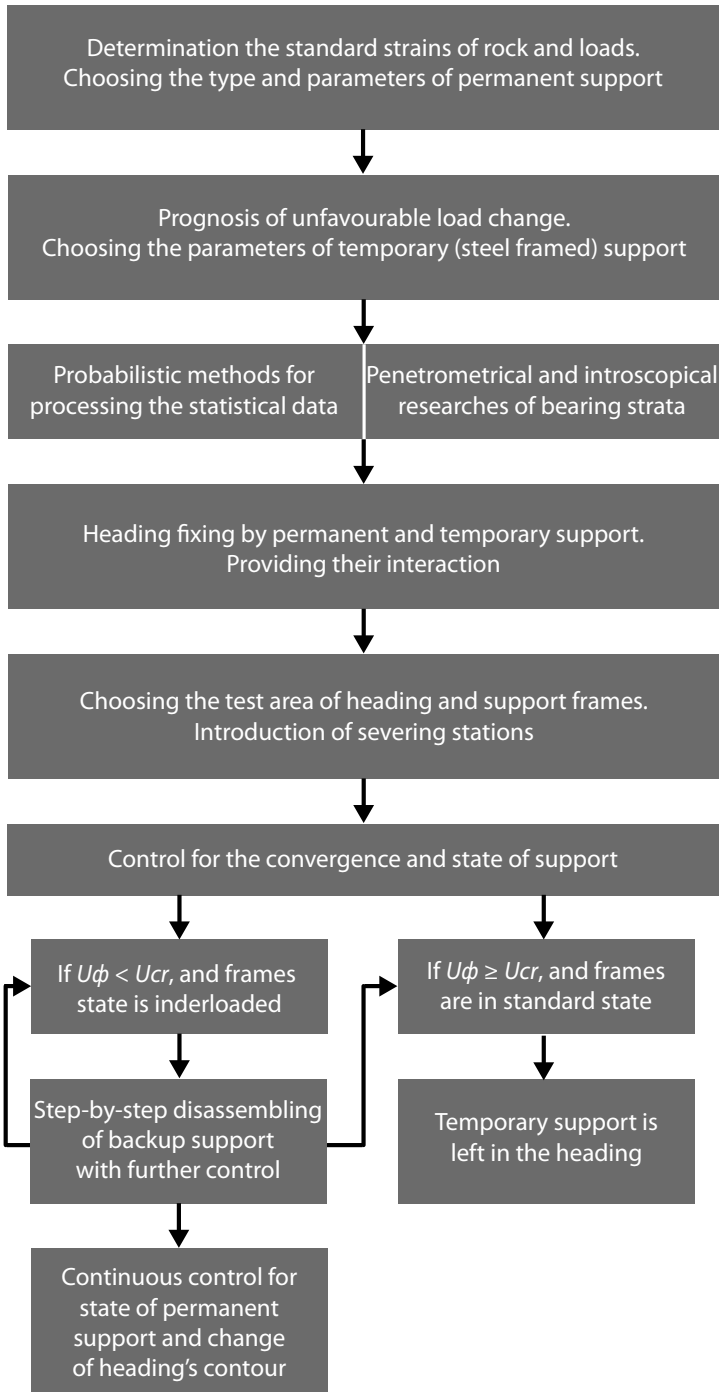 Determination the standard strains of rock and loads.
Choosing the type and parameters of permanent support
Prognosis of unfavourable load change.
Choosing the parameters of temporary (steel framed) support
Probabilistic methods for
processing the statistical data
Penetrometrical and introscopical
researches of bearing strata
Heading fixing by permanent and temporary support.
Providing their interaction
Choosing the test area of heading and support frames.
Introduction of severing stations
Control for the convergence and state of support
If Uф < Ucr, and frames
state is inderloaded
If Uф ≥ Ucr, and frames
are in standard state
Step-by-step disassembling
of backup support
with further control
Temporary support is
left in the heading
Continuous control for
state of permanent
support and change
of heading's contour